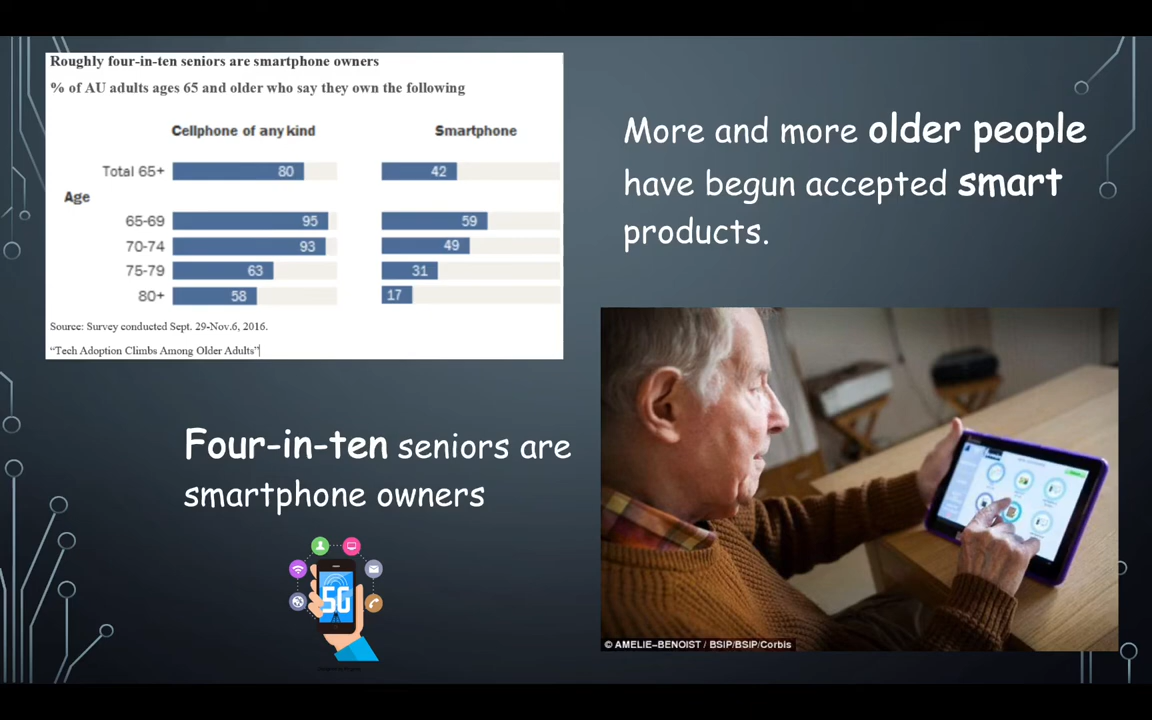 Roughly four-in-ten seniors are smartphone owners
% of AU adults ages 65 and older who say they own the following
Cellphone of any kind Smartphone
Total 65+ 80 42
Age
65-69 95 59
70-74 93 49
75-79 63 31
80+ 58 17
Source: Survey conducted Sept. 29-Nov.6, 2016.
“Tech Adoption Climbs Among Older Adults”
More and more older people
have begun accepted smart
products.
Four-in-ten seniors are
smartphone owners
5G
© AMELIE-BENOIST / BSIP/BSIP/Corbis